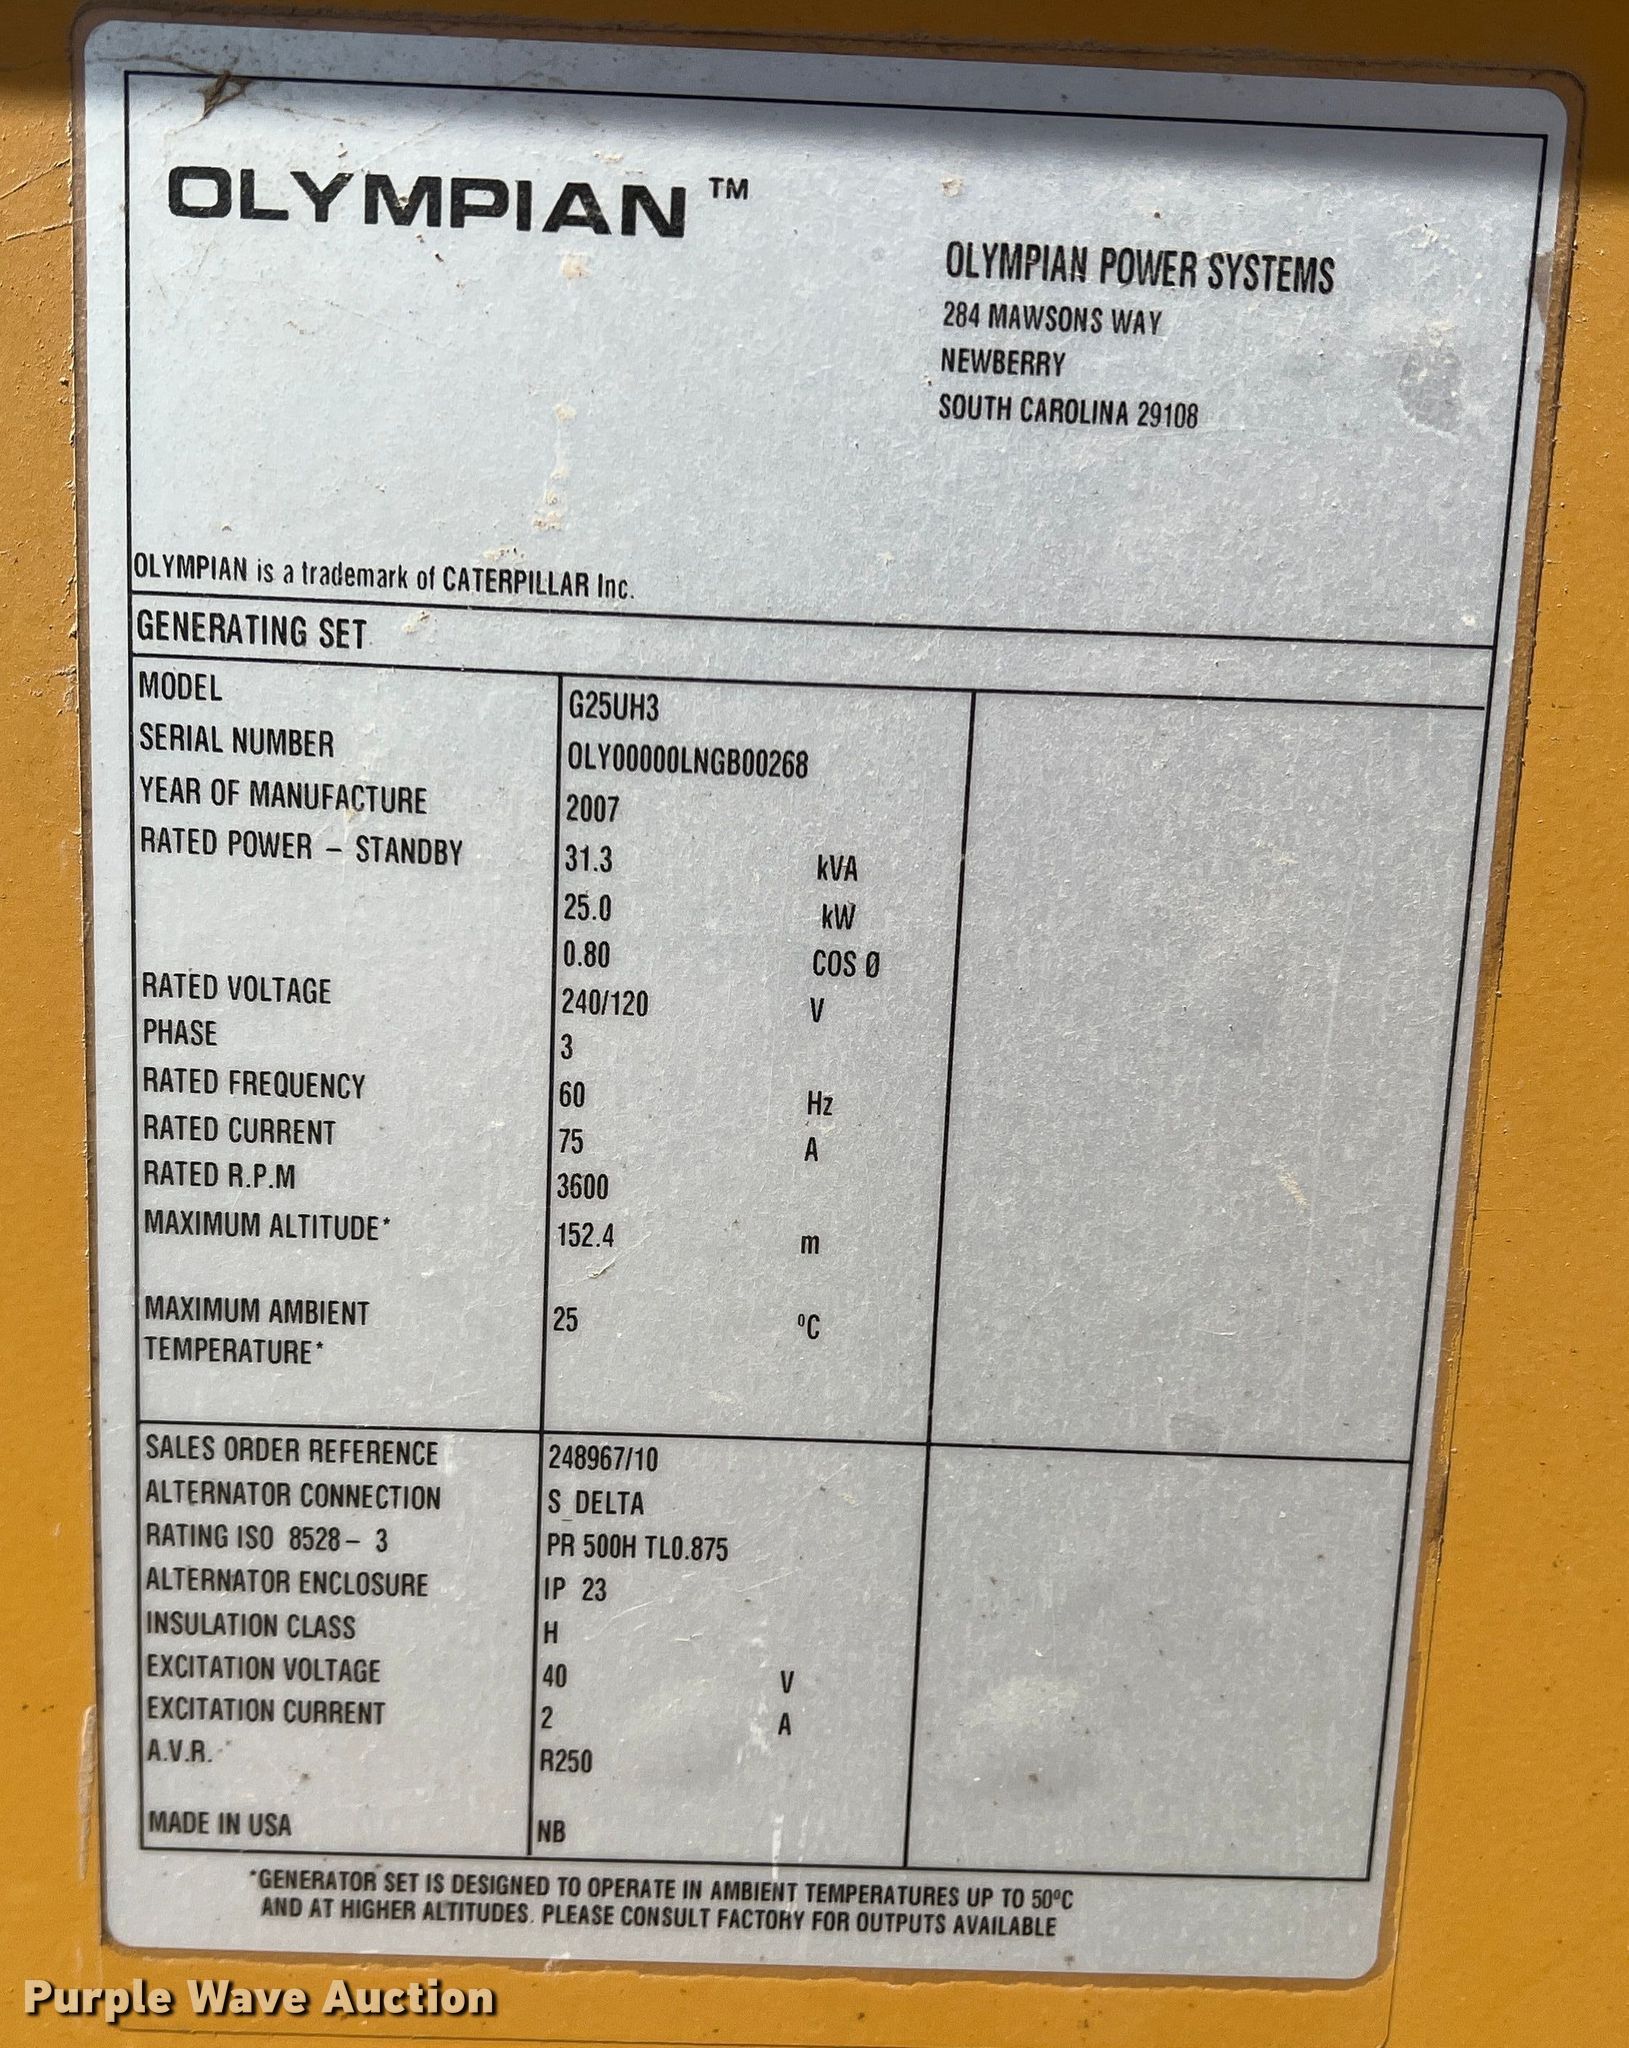 OLYMPIAN™
OLYMPIAN POWER SYSTEMS
284 MAWSONS WAY
NEWBERRY
SOUTH CAROLINA 29108
OLYMPIAN is a trademark of CATERPILLAR Inc.
GENERATING SET
MODEL G25UH3
SERIAL NUMBER OLY00000LNGB00268
YEAR OF MANUFACTURE 2007
RATED POWER – STANDBY 31.3 kVA
25.0 kW
0.80 COS Ø
RATED VOLTAGE 240/120 V
PHASE 3
RATED FREQUENCY 60 Hz
RATED CURRENT 75 A
RATED R.P.M 3600
MAXIMUM ALTITUDE* 152.4 m
MAXIMUM AMBIENT 25 ºC
TEMPERATURE*
SALES ORDER REFERENCE 248967/10
ALTERNATOR CONNECTION S_DELTA
RATING ISO 8528– 3 PR 500H TL0.875
ALTERNATOR ENCLOSURE IP 23
INSULATION CLASS H
EXCITATION VOLTAGE 40 V
EXCITATION CURRENT 2 A
A.V.R. R250
MADE IN USA NB
*GENERATOR SET IS DESIGNED TO OPERATE IN AMBIENT TEMPERATURES UP TO 50ºC
AND AT HIGHER ALTITUDES. PLEASE CONSULT FACTORY FOR OUTPUTS AVAILABLE
Purple Wave Auction